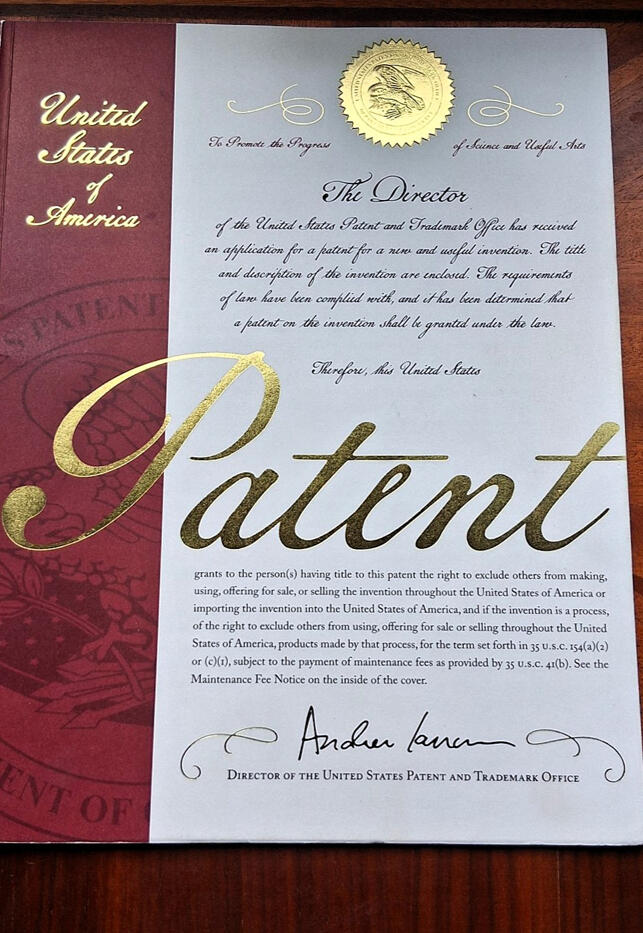 United
States
of
America
To Promote the Progress of Science and Useful Arts
The Director
of the United States Patent and Trademark Office has received
an application for a patent for a new and useful invention. The title
and description of the invention are enclosed. The requirements
of law have been complied with, and it has been determined that
a patent on the invention shall be granted under the law.
Therefore, this United States
Patent
grants to the person(s) having title to this patent the right to exclude others from making,
using, offering for sale, or selling the invention throughout the United States of America or
importing the invention into the United States of America, and if the invention is a process,
of the right to exclude others from using, offering for sale or selling throughout the United
States of America, products made by that process, for the term set forth in 35 U.S.C. 154(a)(2)
or (c)(1), subject to the payment of maintenance fees as provided by 35 U.S.C. 41(b). See the
Maintenance Fee Notice on the inside of the cover.
Director of the United States Patent and Trademark Office
S PATENT
ENT OF